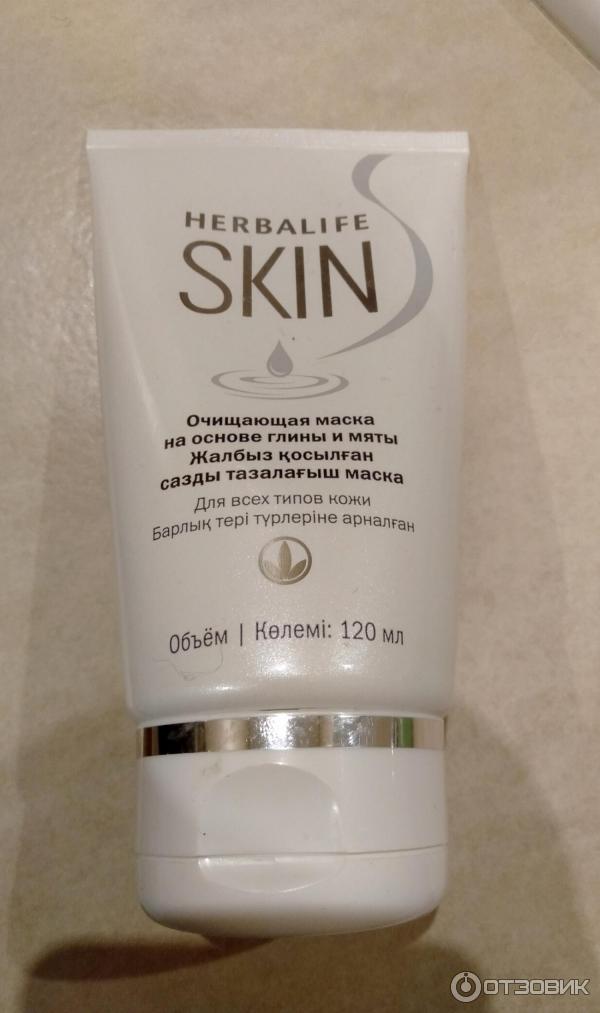 HERBALIFE
SKIN
Очищающая маска
на основе глины и мяты
Жалбыз қосылған
сазды тазалағыш маска
Для всех типов кожи
Барлық тері түрлеріне арналған
Объём | Көлемі: 120 мл
ОТЗОВИК